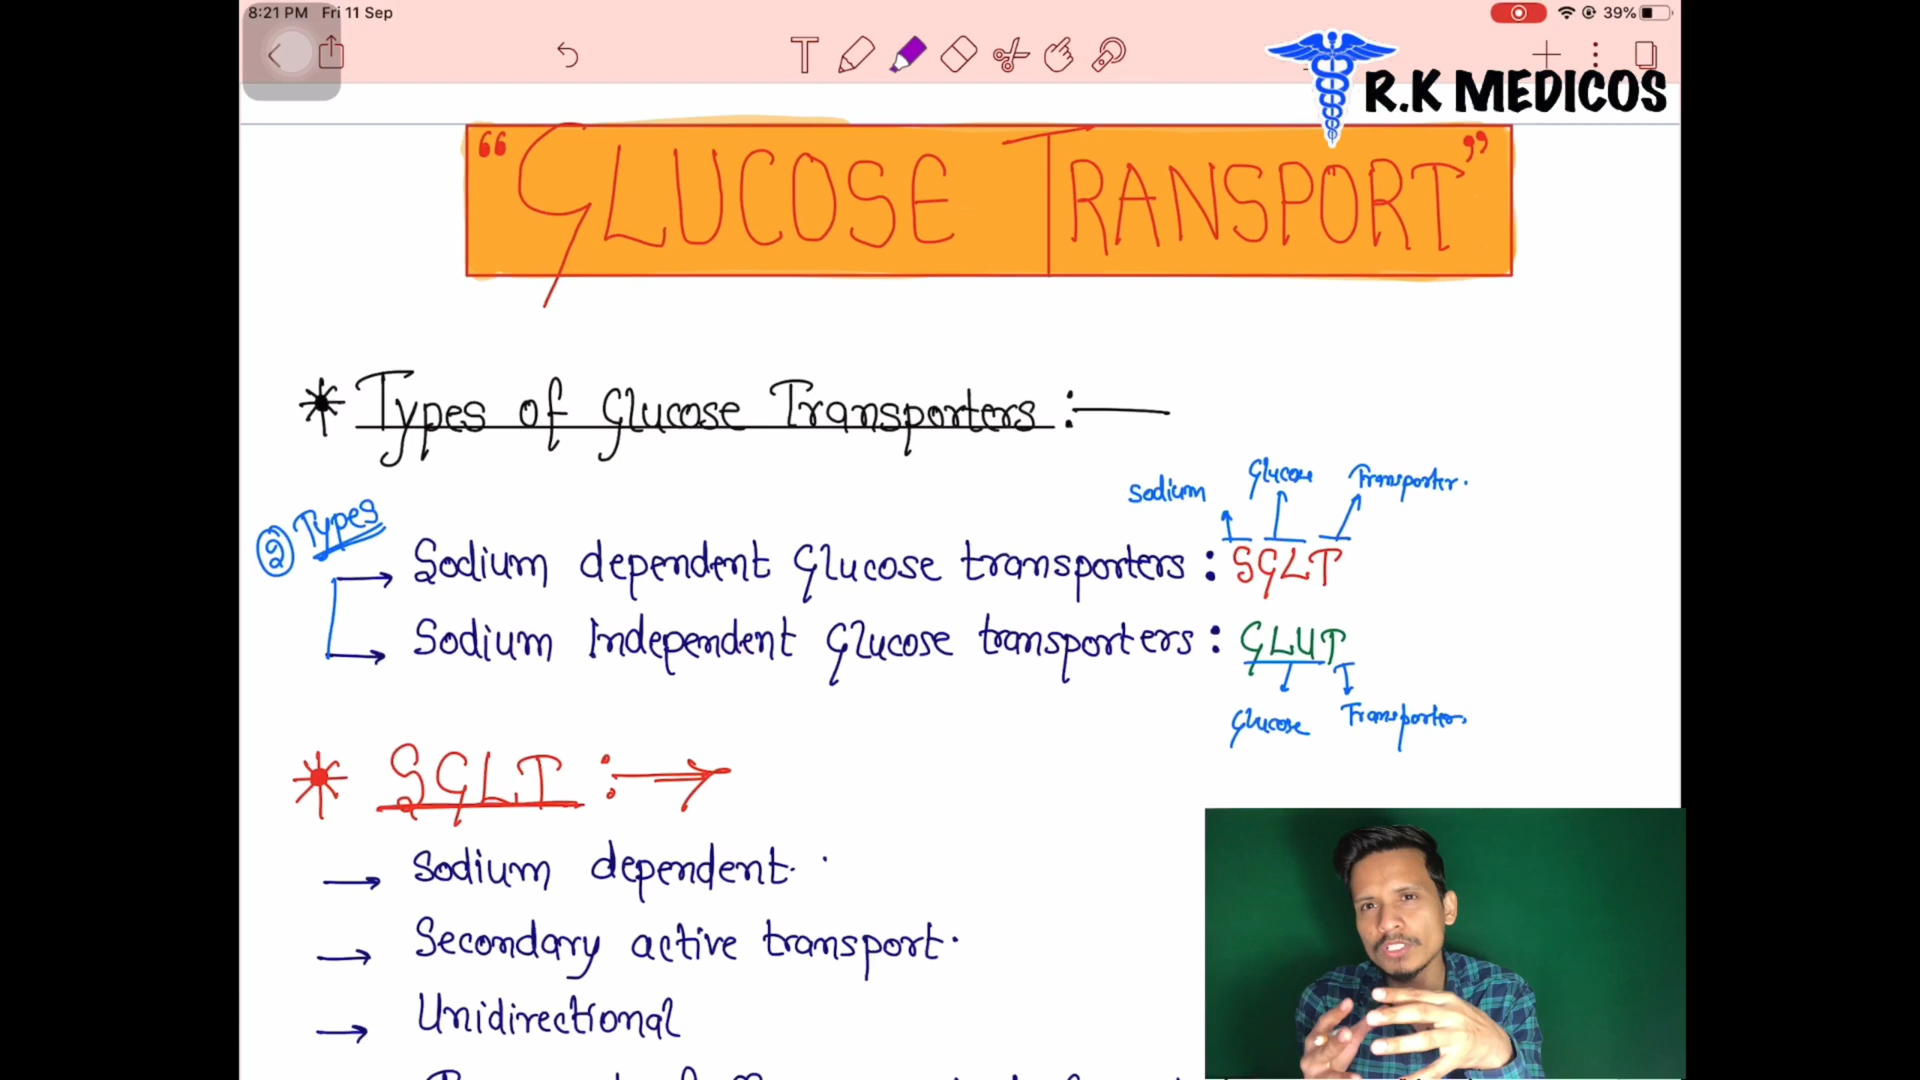 8:21 PM Fri 11 Sep
39%
R.K MEDICOS
"GLUCOSE TRANSPORT"
* Types of Glucose Transporters :—
Sodium Glucose Transporter.
② Types
→ Sodium dependent Glucose transporters : SGLT
→ Sodium Independent Glucose transporters : GLUT
Glucose Transporter
* SGLT :→
→ Sodium dependent.
→ Secondary active transport.
→ Unidirectional